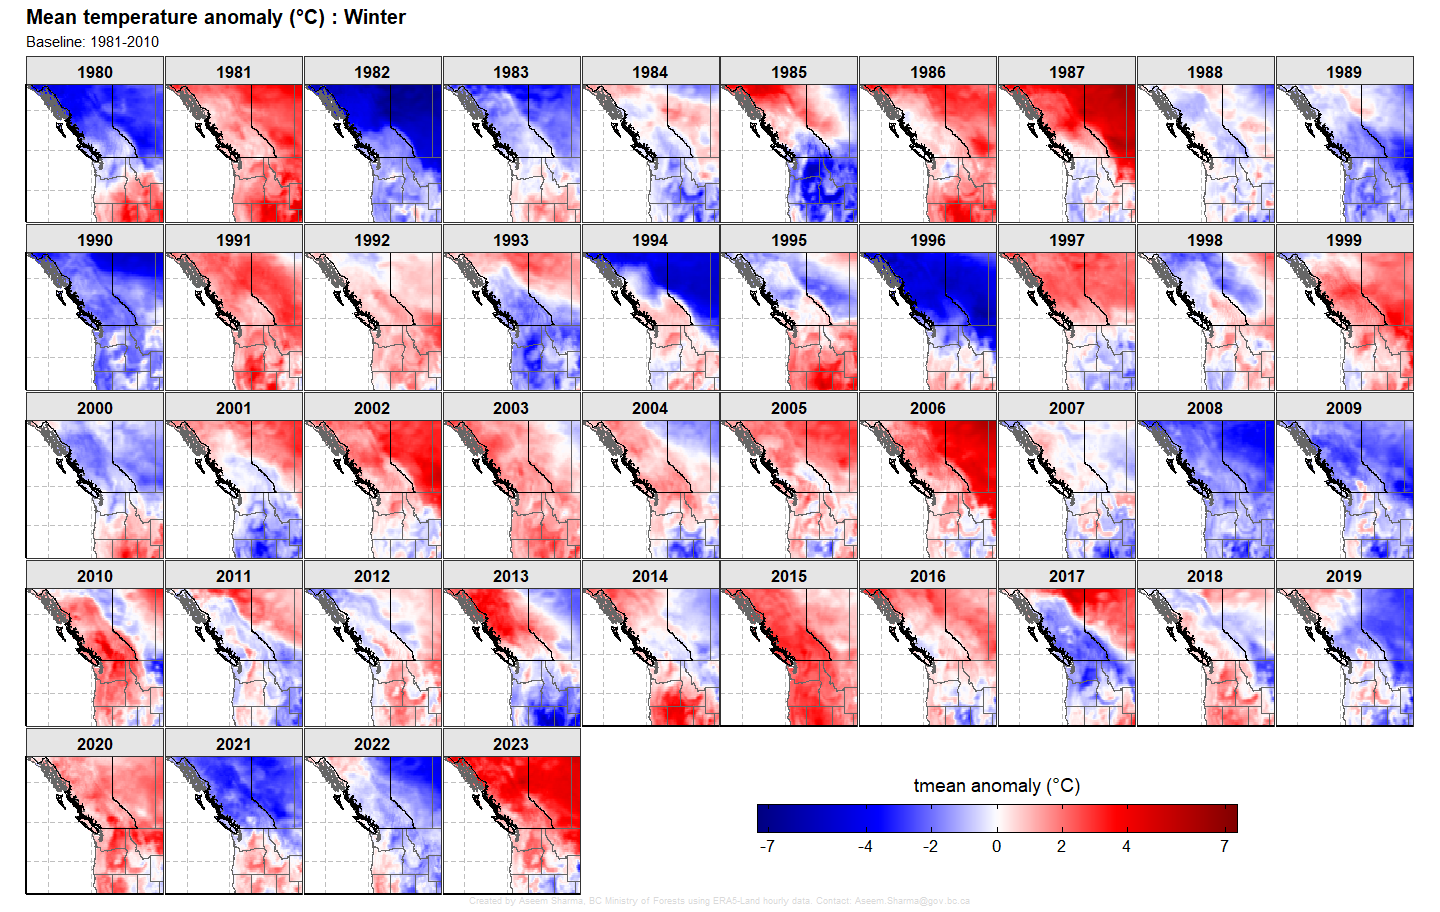 Mean temperature anomaly (°C) : Winter
Baseline: 1981-2010
1980 1981 1982 1983 1984 1985 1986 1987 1988 1989
1990 1991 1992 1993 1994 1995 1996 1997 1998 1999
2000 2001 2002 2003 2004 2005 2006 2007 2008 2009
2010 2011 2012 2013 2014 2015 2016 2017 2018 2019
2020 2021 2022 2023
tmean anomaly (°C)
-7 -4 -2 0 2 4 7
Created by Aseem Sharma, BC Ministry of Forests using ERA5-Land hourly data. Contact: Aseem.Sharma@gov.bc.ca